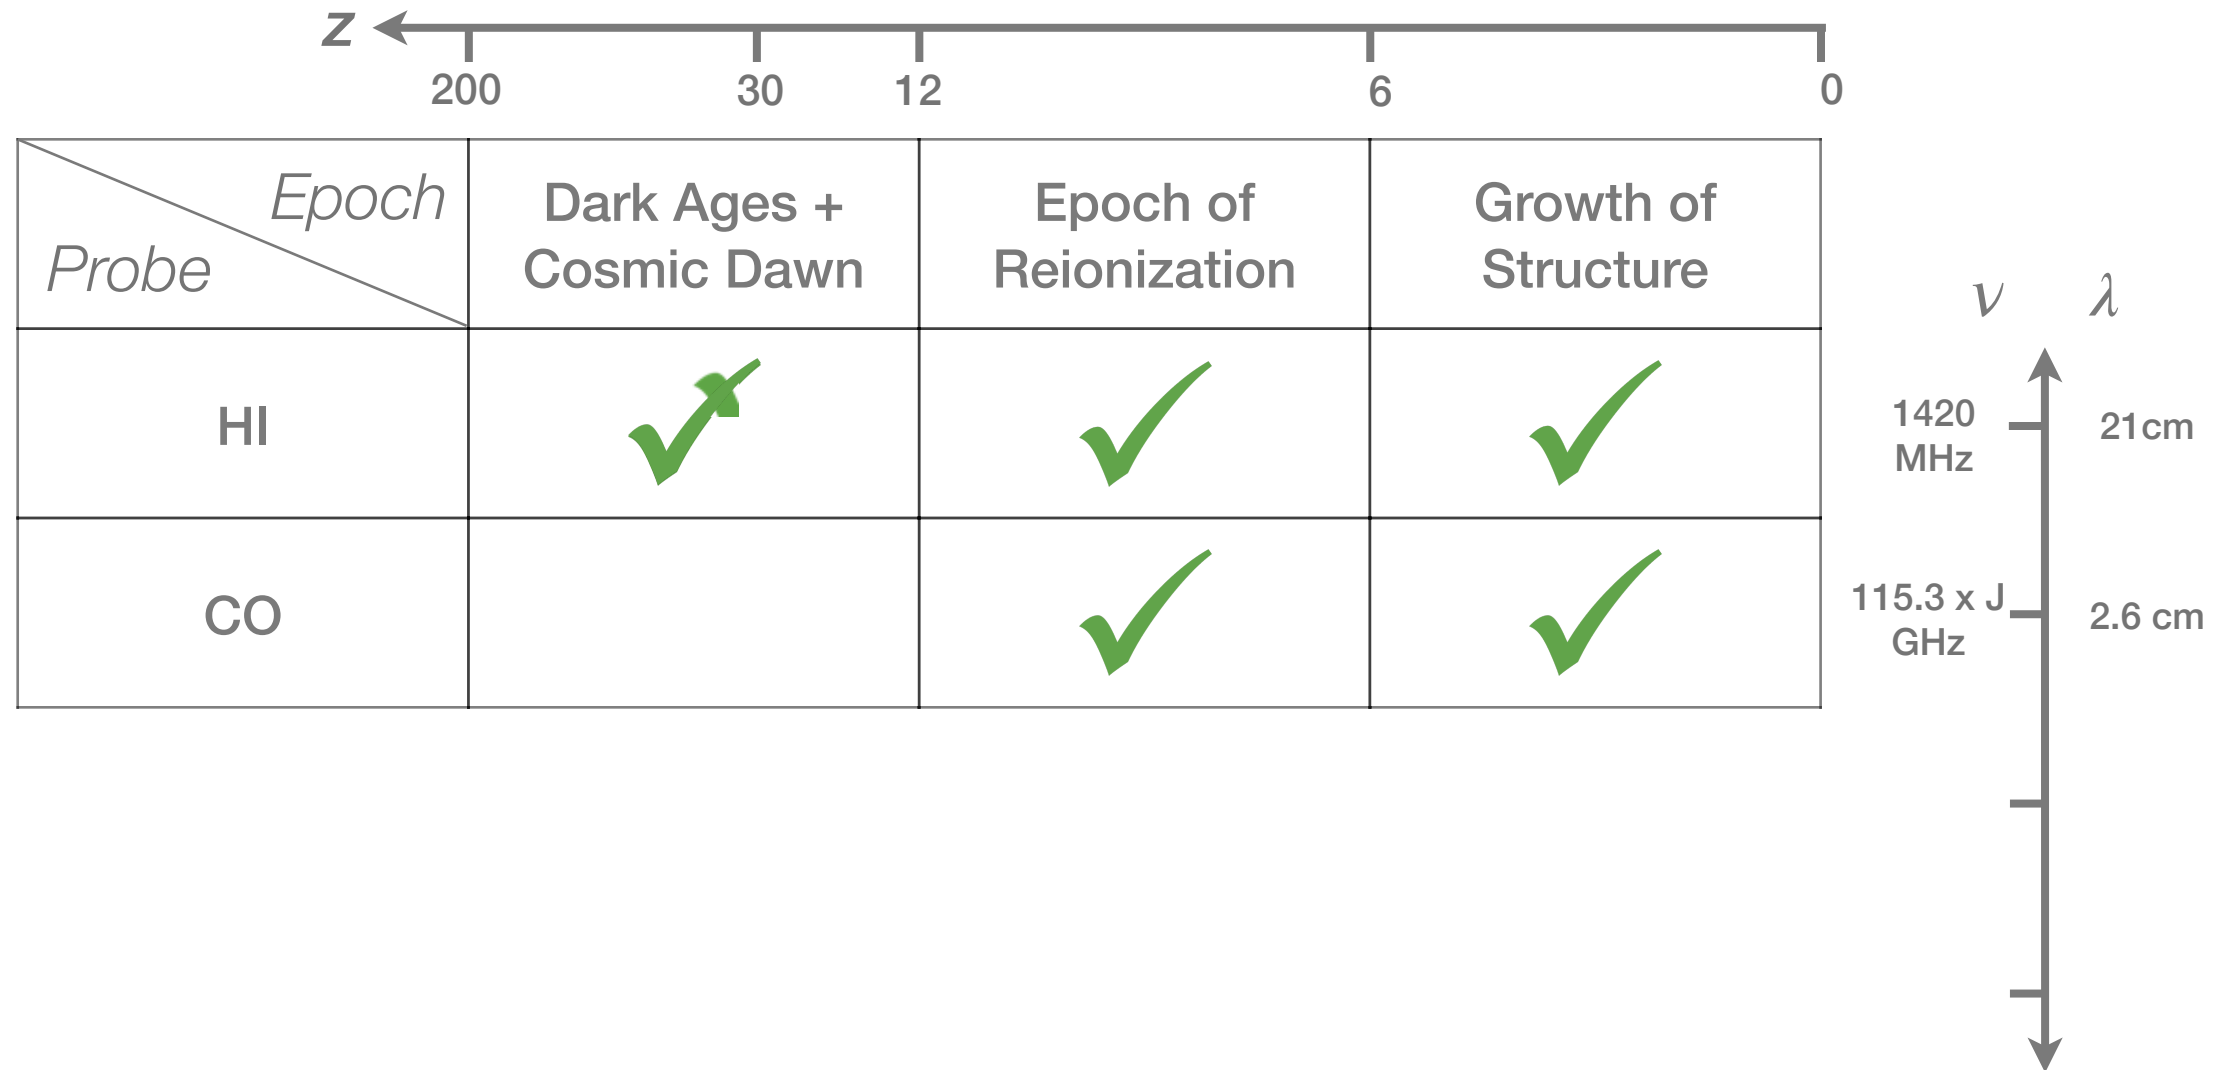 z
200 30 12 6 0
Epoch
Probe
Dark Ages +
Cosmic Dawn
Epoch of
Reionization
Growth of
Structure
ν λ
HI
1420
MHz
21cm
CO
115.3 x J
GHz
2.6 cm